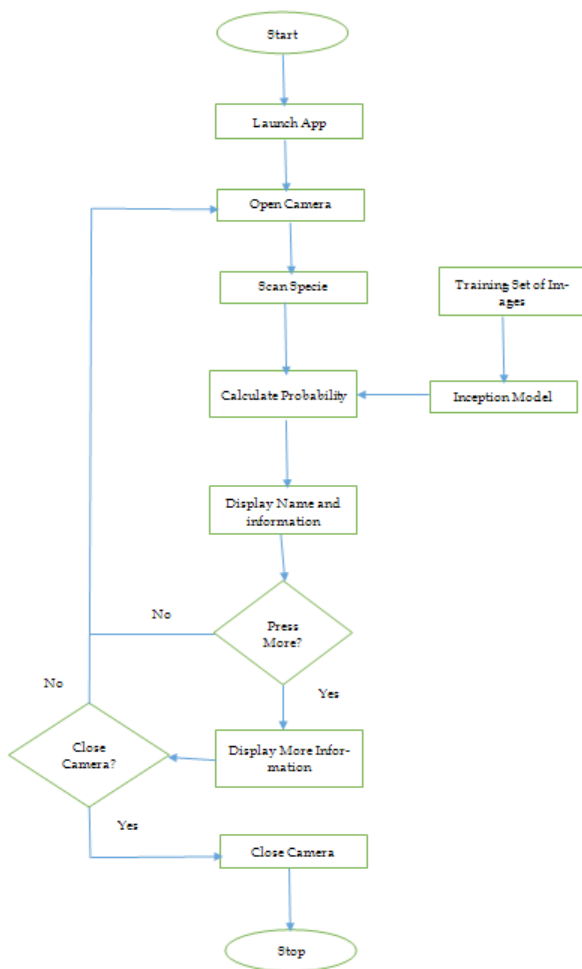 Start
Launch App
Open Camera
Scan Specie
Training Set of Im-
ages
Calculate Probability
Inception Model
Display Name and
information
No
Press
More?
No
Yes
Close
Camera?
Display More Infor-
mation
Yes
Close Camera
Stop